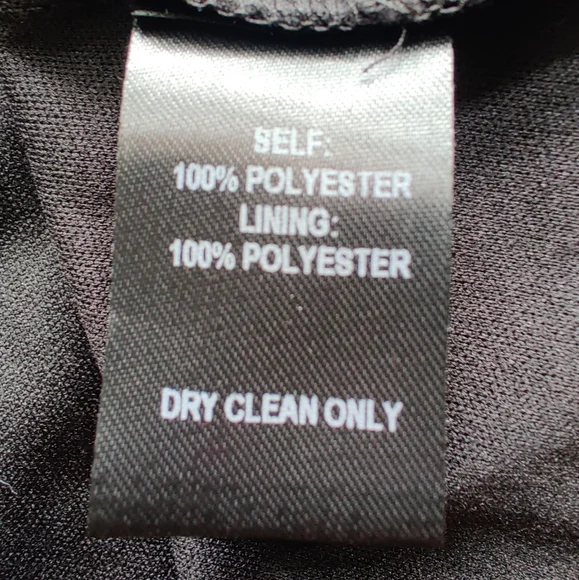 SELF:
100% POLYESTER
LINING:
100% POLYESTER
DRY CLEAN ONLY